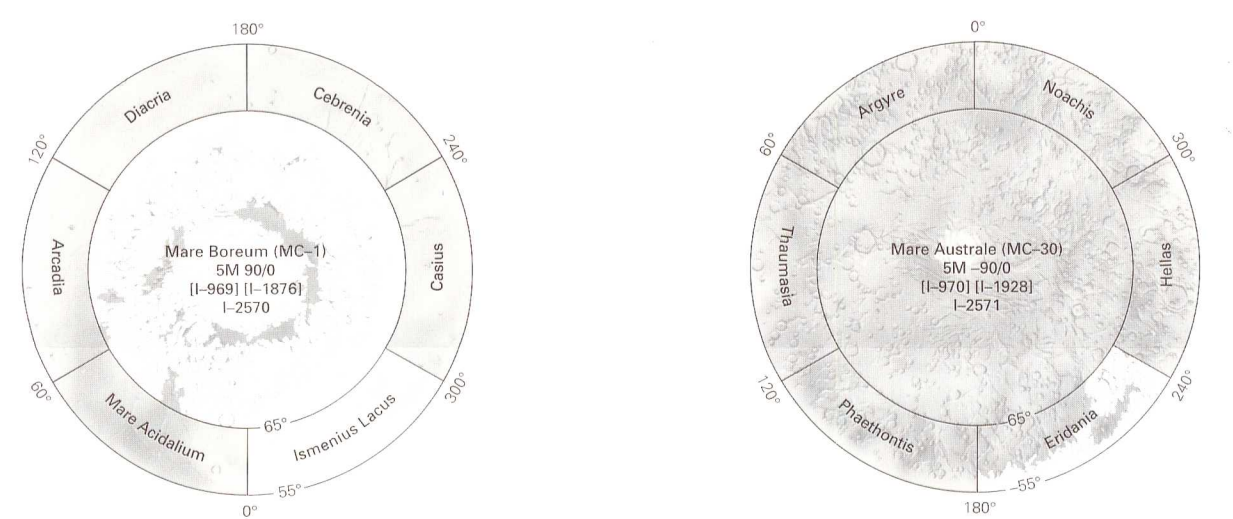 180°
Diacria
Cebrenia
120°
240°
Arcadia
Mare Boreum (MC–1)
5M 90/0
[I–969] [I–1876]
I–2570
Casius
60°
300°
Mare Acidalium
65°
Ismenius Lacus
55°
0°
0°
Argyre
Noachis
60°
300°
Thaumasia
Mare Australe (MC–30)
5M –90/0
[I–970] [I–1928]
I–2571
Hellas
120°
240°
Phaethontis
–65°
Eridania
–55°
180°